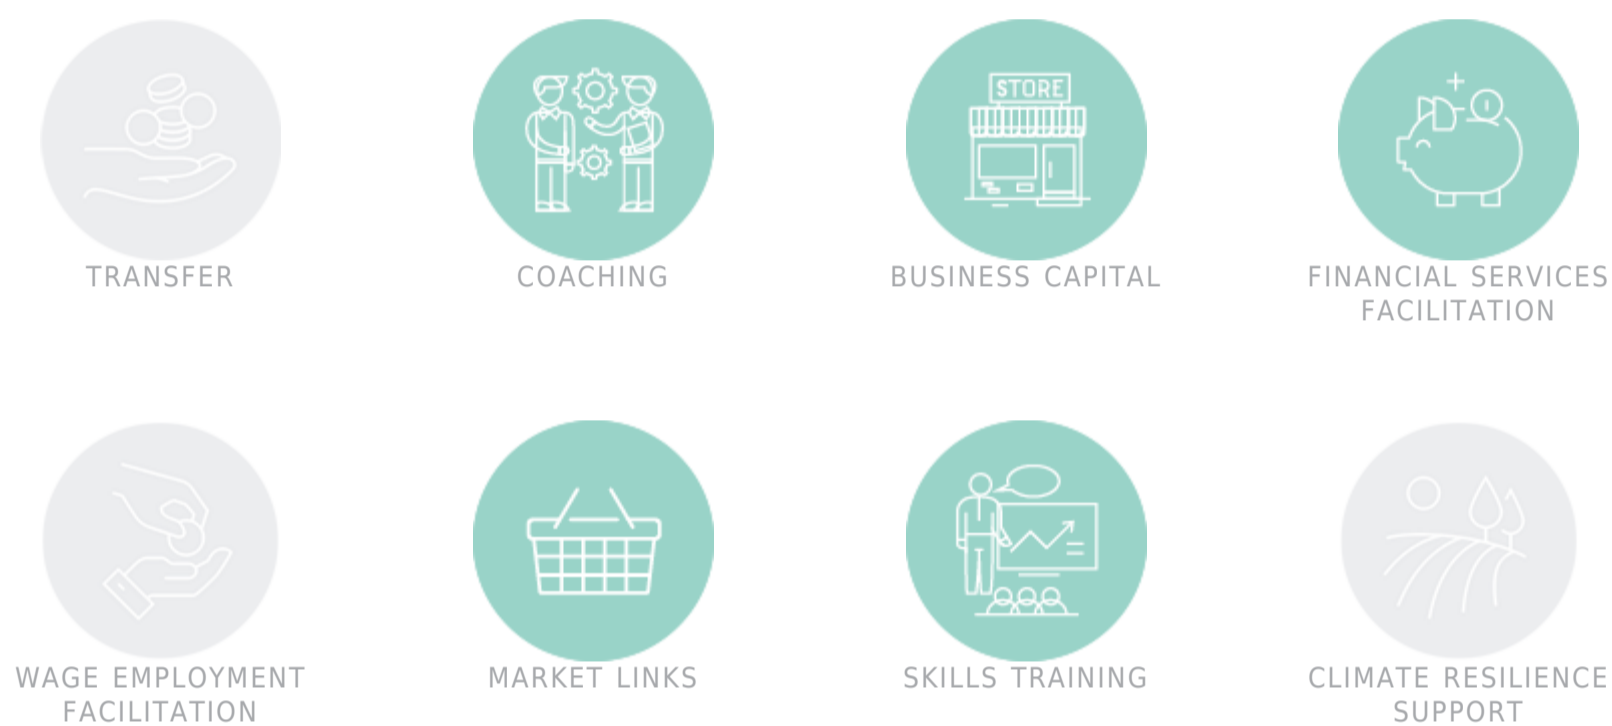 STORE
TRANSFER
COACHING
BUSINESS CAPITAL
FINANCIAL SERVICES
FACILITATION
WAGE EMPLOYMENT
FACILITATION
MARKET LINKS
SKILLS TRAINING
CLIMATE RESILIENCE
SUPPORT